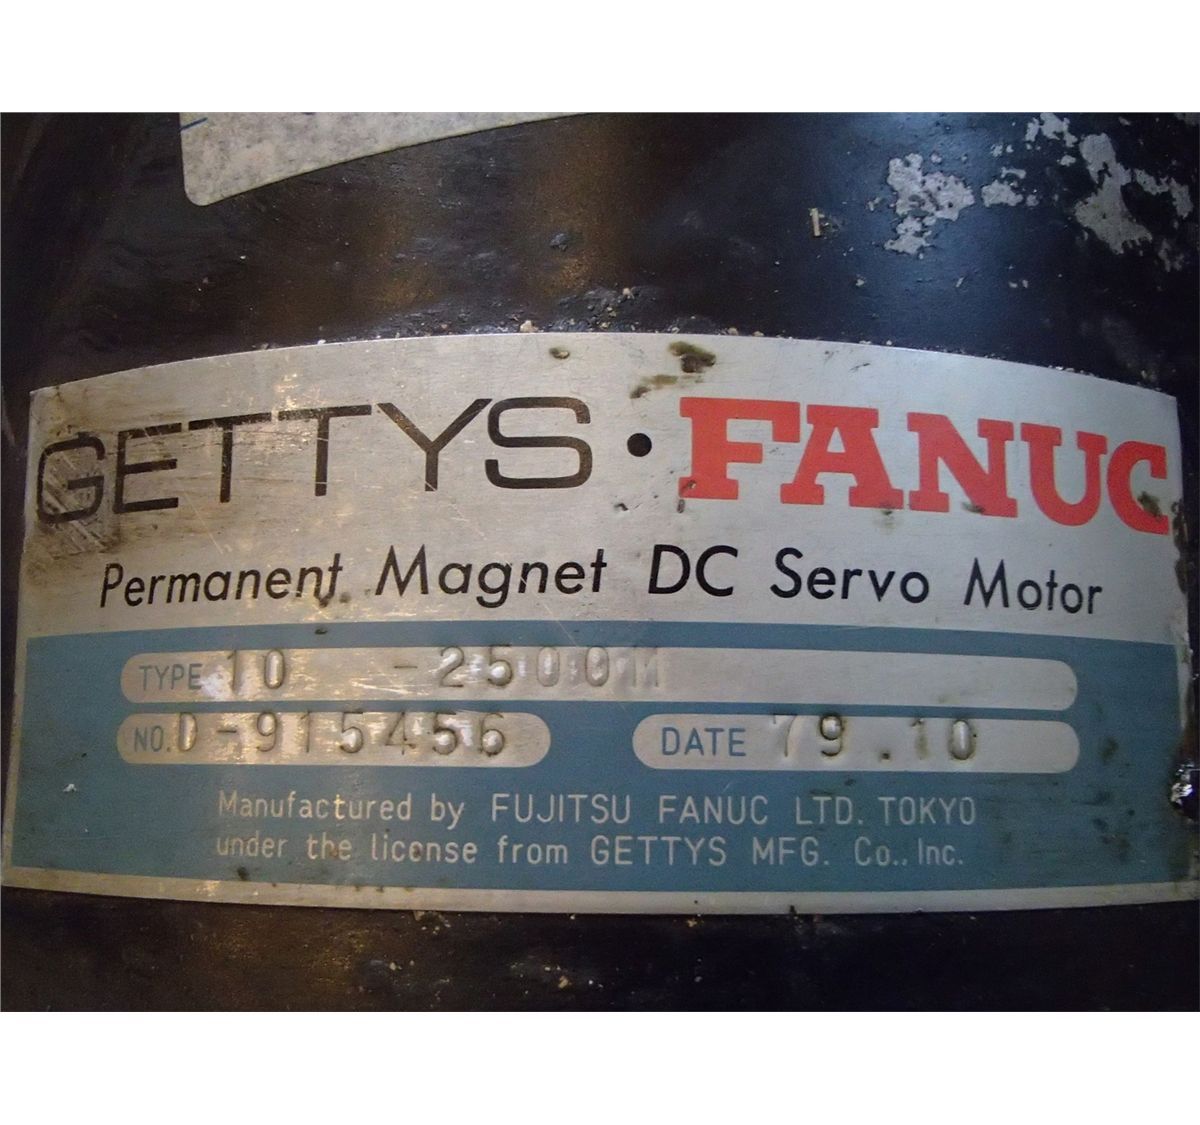 GETTYS · FANUC
Permanent Magnet DC Servo Motor
TYPE 10 - 2500M
NO. D-915456 DATE 79.10
Manufactured by FUJITSU FANUC LTD. TOKYO
under the license from GETTYS MFG. Co., Inc.